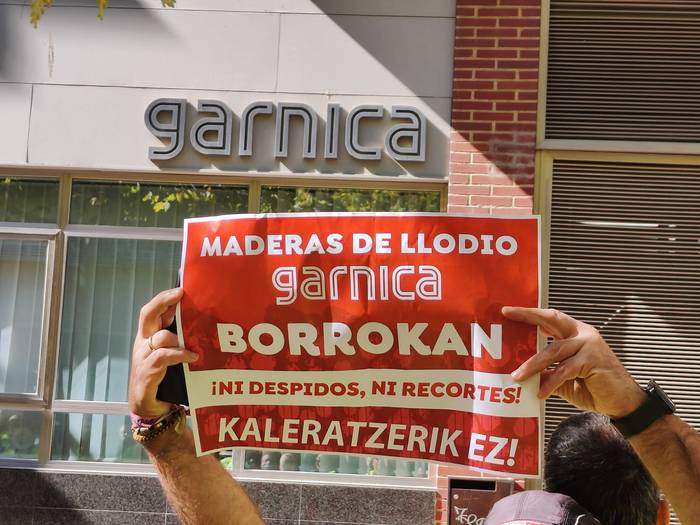 garnica
MADERAS DE LLODIO
garnica
BORROKAN
¡NI DESPIDOS, NI RECORTES!
KALERATZERIK EZ!